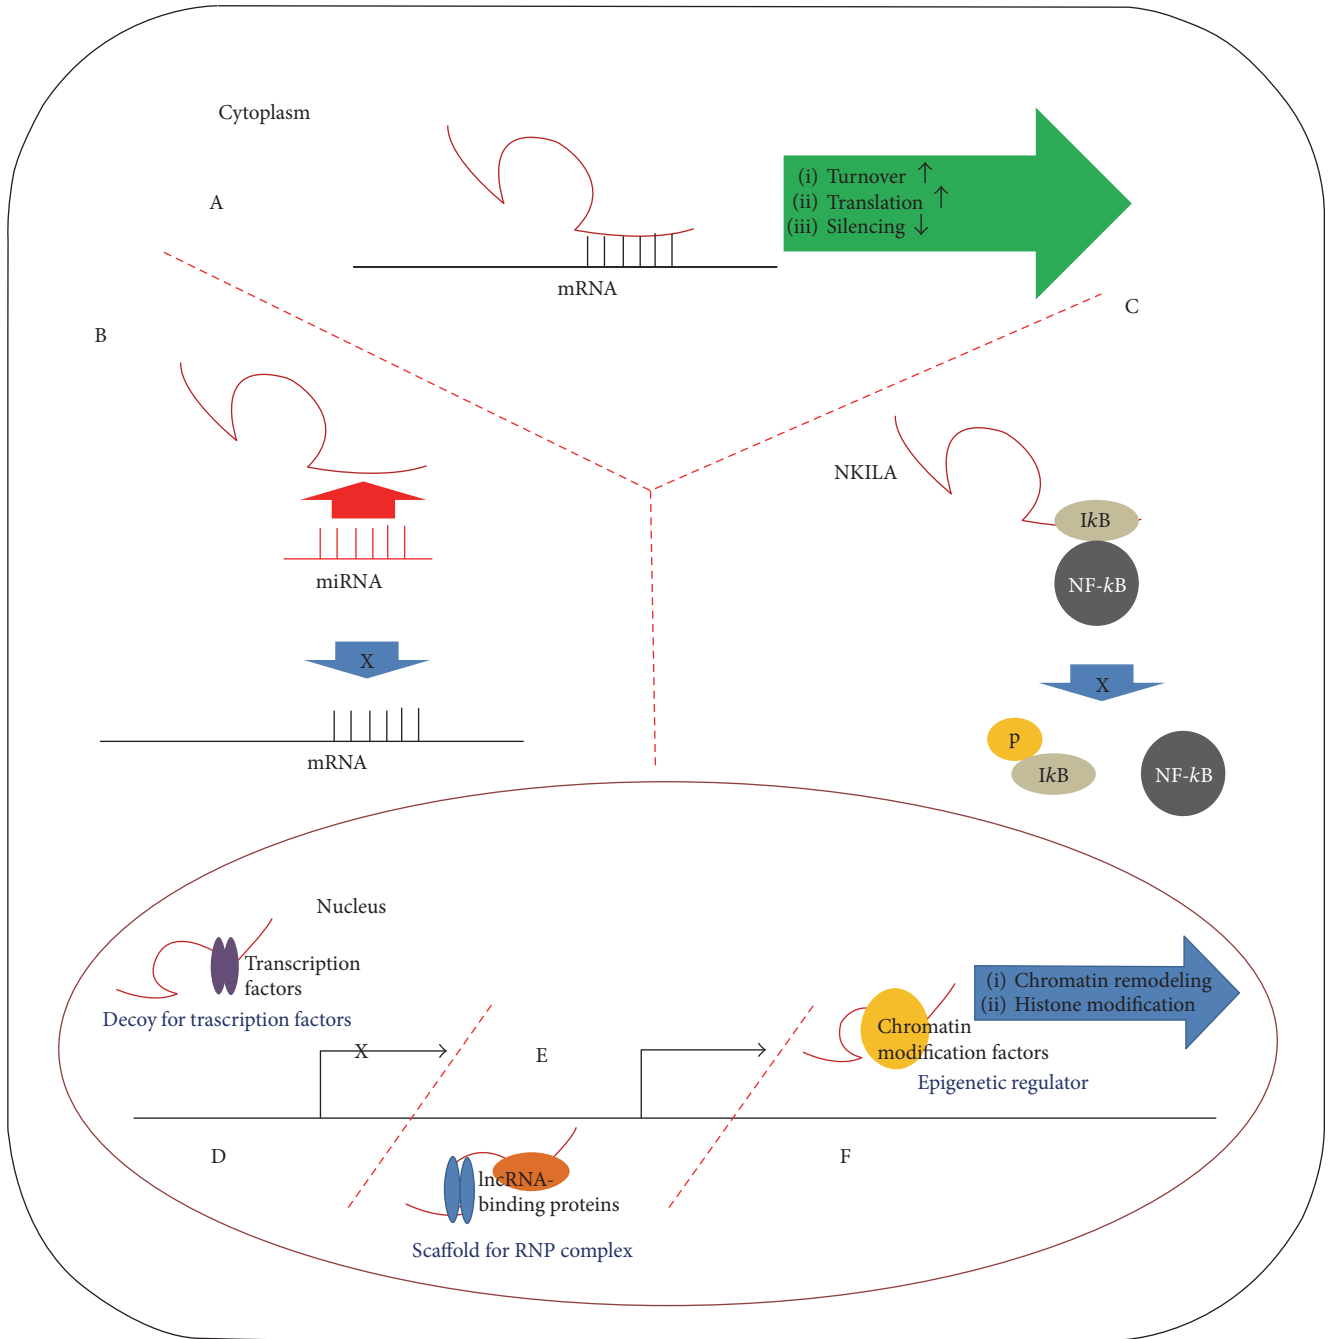 Cytoplasm
A
(i) Turnover ↑
(ii) Translation ↑
(iii) Silencing ↓
mRNA
B
miRNA
X
mRNA
C
NKILA
IkB
NF-kB
X
p
IkB
NF-kB
Nucleus
Transcription
factors
Decoy for trascription factors
X
D
E
lncRNA-
binding proteins
Scaffold for RNP complex
Chromatin
modification factors
Epigenetic regulator
(i) Chromatin remodeling
(ii) Histone modification
F